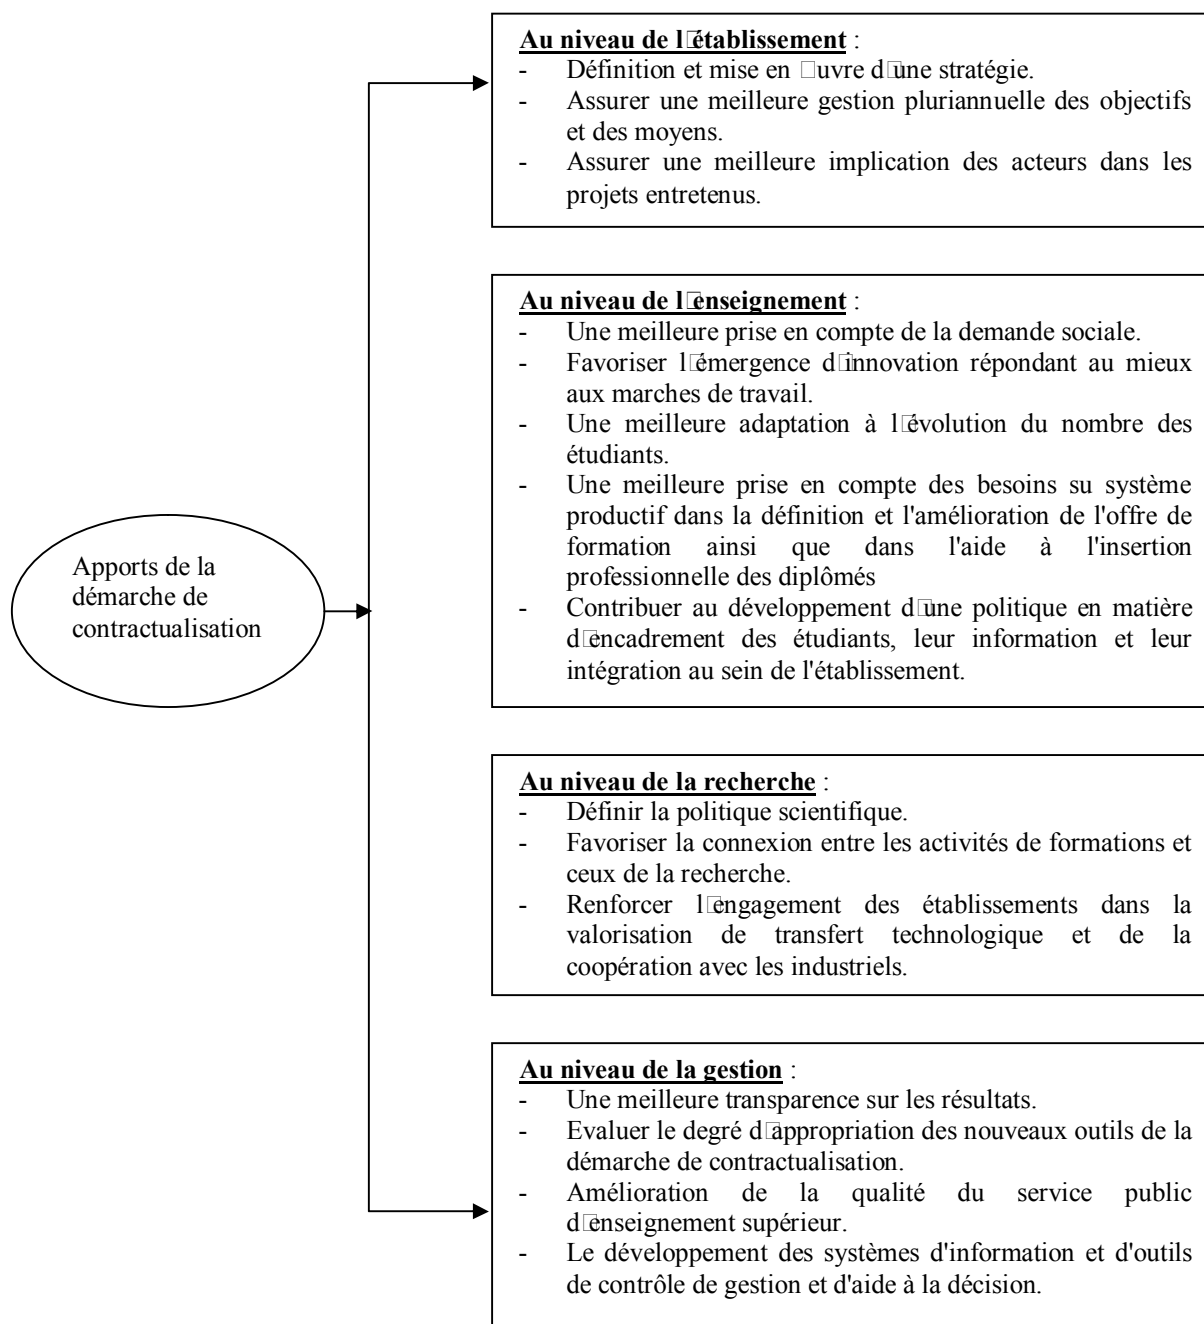 Au niveau de l□établissement :
- Définition et mise en □uvre d□une stratégie.
- Assurer une meilleure gestion pluriannuelle des objectifs
et des moyens.
- Assurer une meilleure implication des acteurs dans les
projets entretenus.
Au niveau de l□enseignement :
- Une meilleure prise en compte de la demande sociale.
- Favoriser l□émergence d□innovation répondant au mieux
aux marches de travail.
- Une meilleure adaptation à l□évolution du nombre des
étudiants.
- Une meilleure prise en compte des besoins su système
productif dans la définition et l'amélioration de l'offre de
formation ainsi que dans l'aide à l'insertion
professionnelle des diplômés
- Contribuer au développement d□une politique en matière
d□encadrement des étudiants, leur information et leur
intégration au sein de l'établissement.
Apports de la
démarche de
contractualisation
Au niveau de la recherche :
- Définir la politique scientifique.
- Favoriser la connexion entre les activités de formations et
ceux de la recherche.
- Renforcer l□engagement des établissements dans la
valorisation de transfert technologique et de la
coopération avec les industriels.
Au niveau de la gestion :
- Une meilleure transparence sur les résultats.
- Evaluer le degré d□appropriation des nouveaux outils de la
démarche de contractualisation.
- Amélioration de la qualité du service public
d□enseignement supérieur.
- Le développement des systèmes d'information et d'outils
de contrôle de gestion et d'aide à la décision.